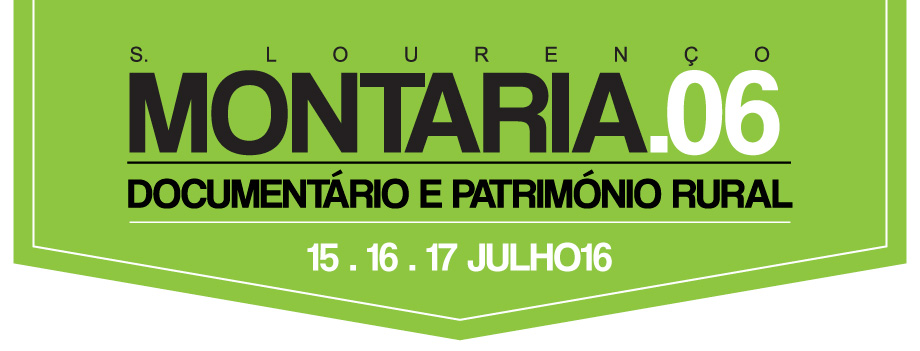 S. LOURENÇO
MONTARIA.06
DOCUMENTÁRIO E PATRIMÓNIO RURAL
15 . 16 . 17 JULHO16